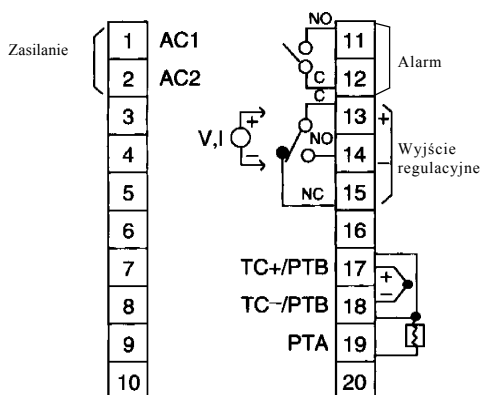 Zasilanie
1 AC1
2 AC2
3
4
5
6
7
8
9
10
NO 11
C 12
Alarm
C 13 +
V,I + −
NO 14 −
Wyjście
regulacyjne
NC 15
16
TC+/PTB 17 +
TC−/PTB 18 −
PTA 19
20